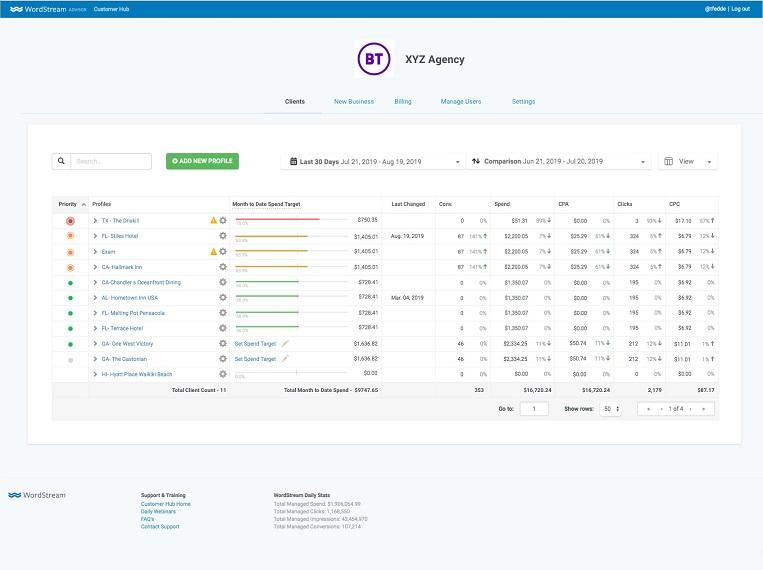 WordStream ADVISOR Customer Hub @tfedde | Log out
BT XYZ Agency
Clients New Business Billing Manage Users Settings
Search... ADD NEW PROFILE Last 30 Days Jul 21, 2019 - Aug 19, 2019 Comparison Jun 21, 2019 - Jul 20, 2019 View
Priority Profiles Month to Date Spend Target Last Changed Cons Spend CPA Clicks CPC
TX - The Driskill $750.35 0 0% $51.31 89% $0.00 0% 3 93% $17.10 57%
FL- Stiles Hotel $1,405.01 Aug. 19, 2019 87 141% $2,200.05 7% $25.29 61% 324 5% $6.79 12%
Exam $1,405.01 87 141% $2,200.05 7% $25.29 61% 324 5% $6.79 12%
CA- Hallmark Inn $1,405.01 87 141% $2,200.05 7% $25.29 61% 324 5% $6.79 12%
CA-Chandler s Oceanfront Dining $728.41 0 0% $1,350.07 $0.00 0% 195 0% $6.92
AL- Hometown Inn USA $728.41 Mar. 04, 2019 0 0% $1,350.07 $0.00 0% 195 0% $6.92
FL- Melting Pot Pensacola $728.41 0 0% $1,350.07 $0.00 0% 195 0% $6.92
FL- Terrace Hotel $728.41 0 0% $1,350.07 $0.00 0% 195 0% $6.92
GA- One West Victory Set Spend Target $1,636.82 46 0% $2,334.25 11% $50.74 11% 212 12% $11.01 1%
GA- The Gastonian Set Spend Target $1,636.82 46 0% $2,334.25 11% $50.74 11% 212 12% $11.01 1%
HI- Hyatt Place Waikiki Beach 0.0% $0.00 0 0% $0.00 0% $0.00 0% 0 0% $0.00 0%
Total Client Count - 11 Total Month to Date Spend - $9747.65 353 $16,720.24 $16,720.24 2,179 $87.17
Go to: 1 Show rows: 50 « ‹ 1 of 4 › »
WordStream Support & Training WordStream Daily Stats
Customer Hub Home Total Managed Spend: $1,906,064.99
Daily Webinars Total Managed Clicks: 1,168,550
FAQ's Total Managed Impressions: 43,454,970
Contact Support Total Managed Conversions: 107,214